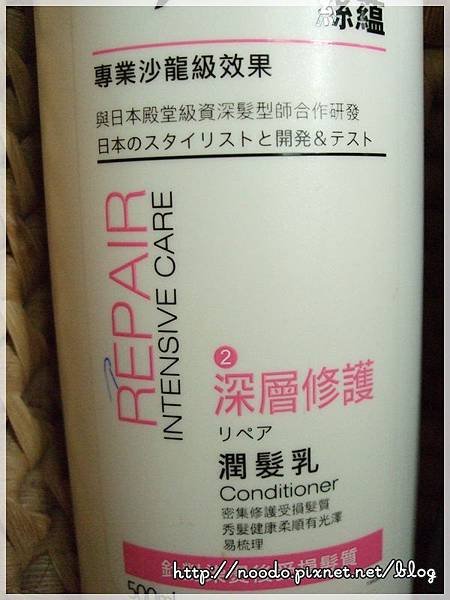 絲蘊
專業沙龍級效果
與日本殿堂級資深髮型師合作研發
日本のスタイリストと開発&テスト
REPAIR
INTENSIVE CARE
2
深層修護
リペア
潤髮乳
Conditioner
密集修護受損髮質
秀髮健康柔順有光澤
易梳理
500ml
http://noodo.pixnet.net/blog